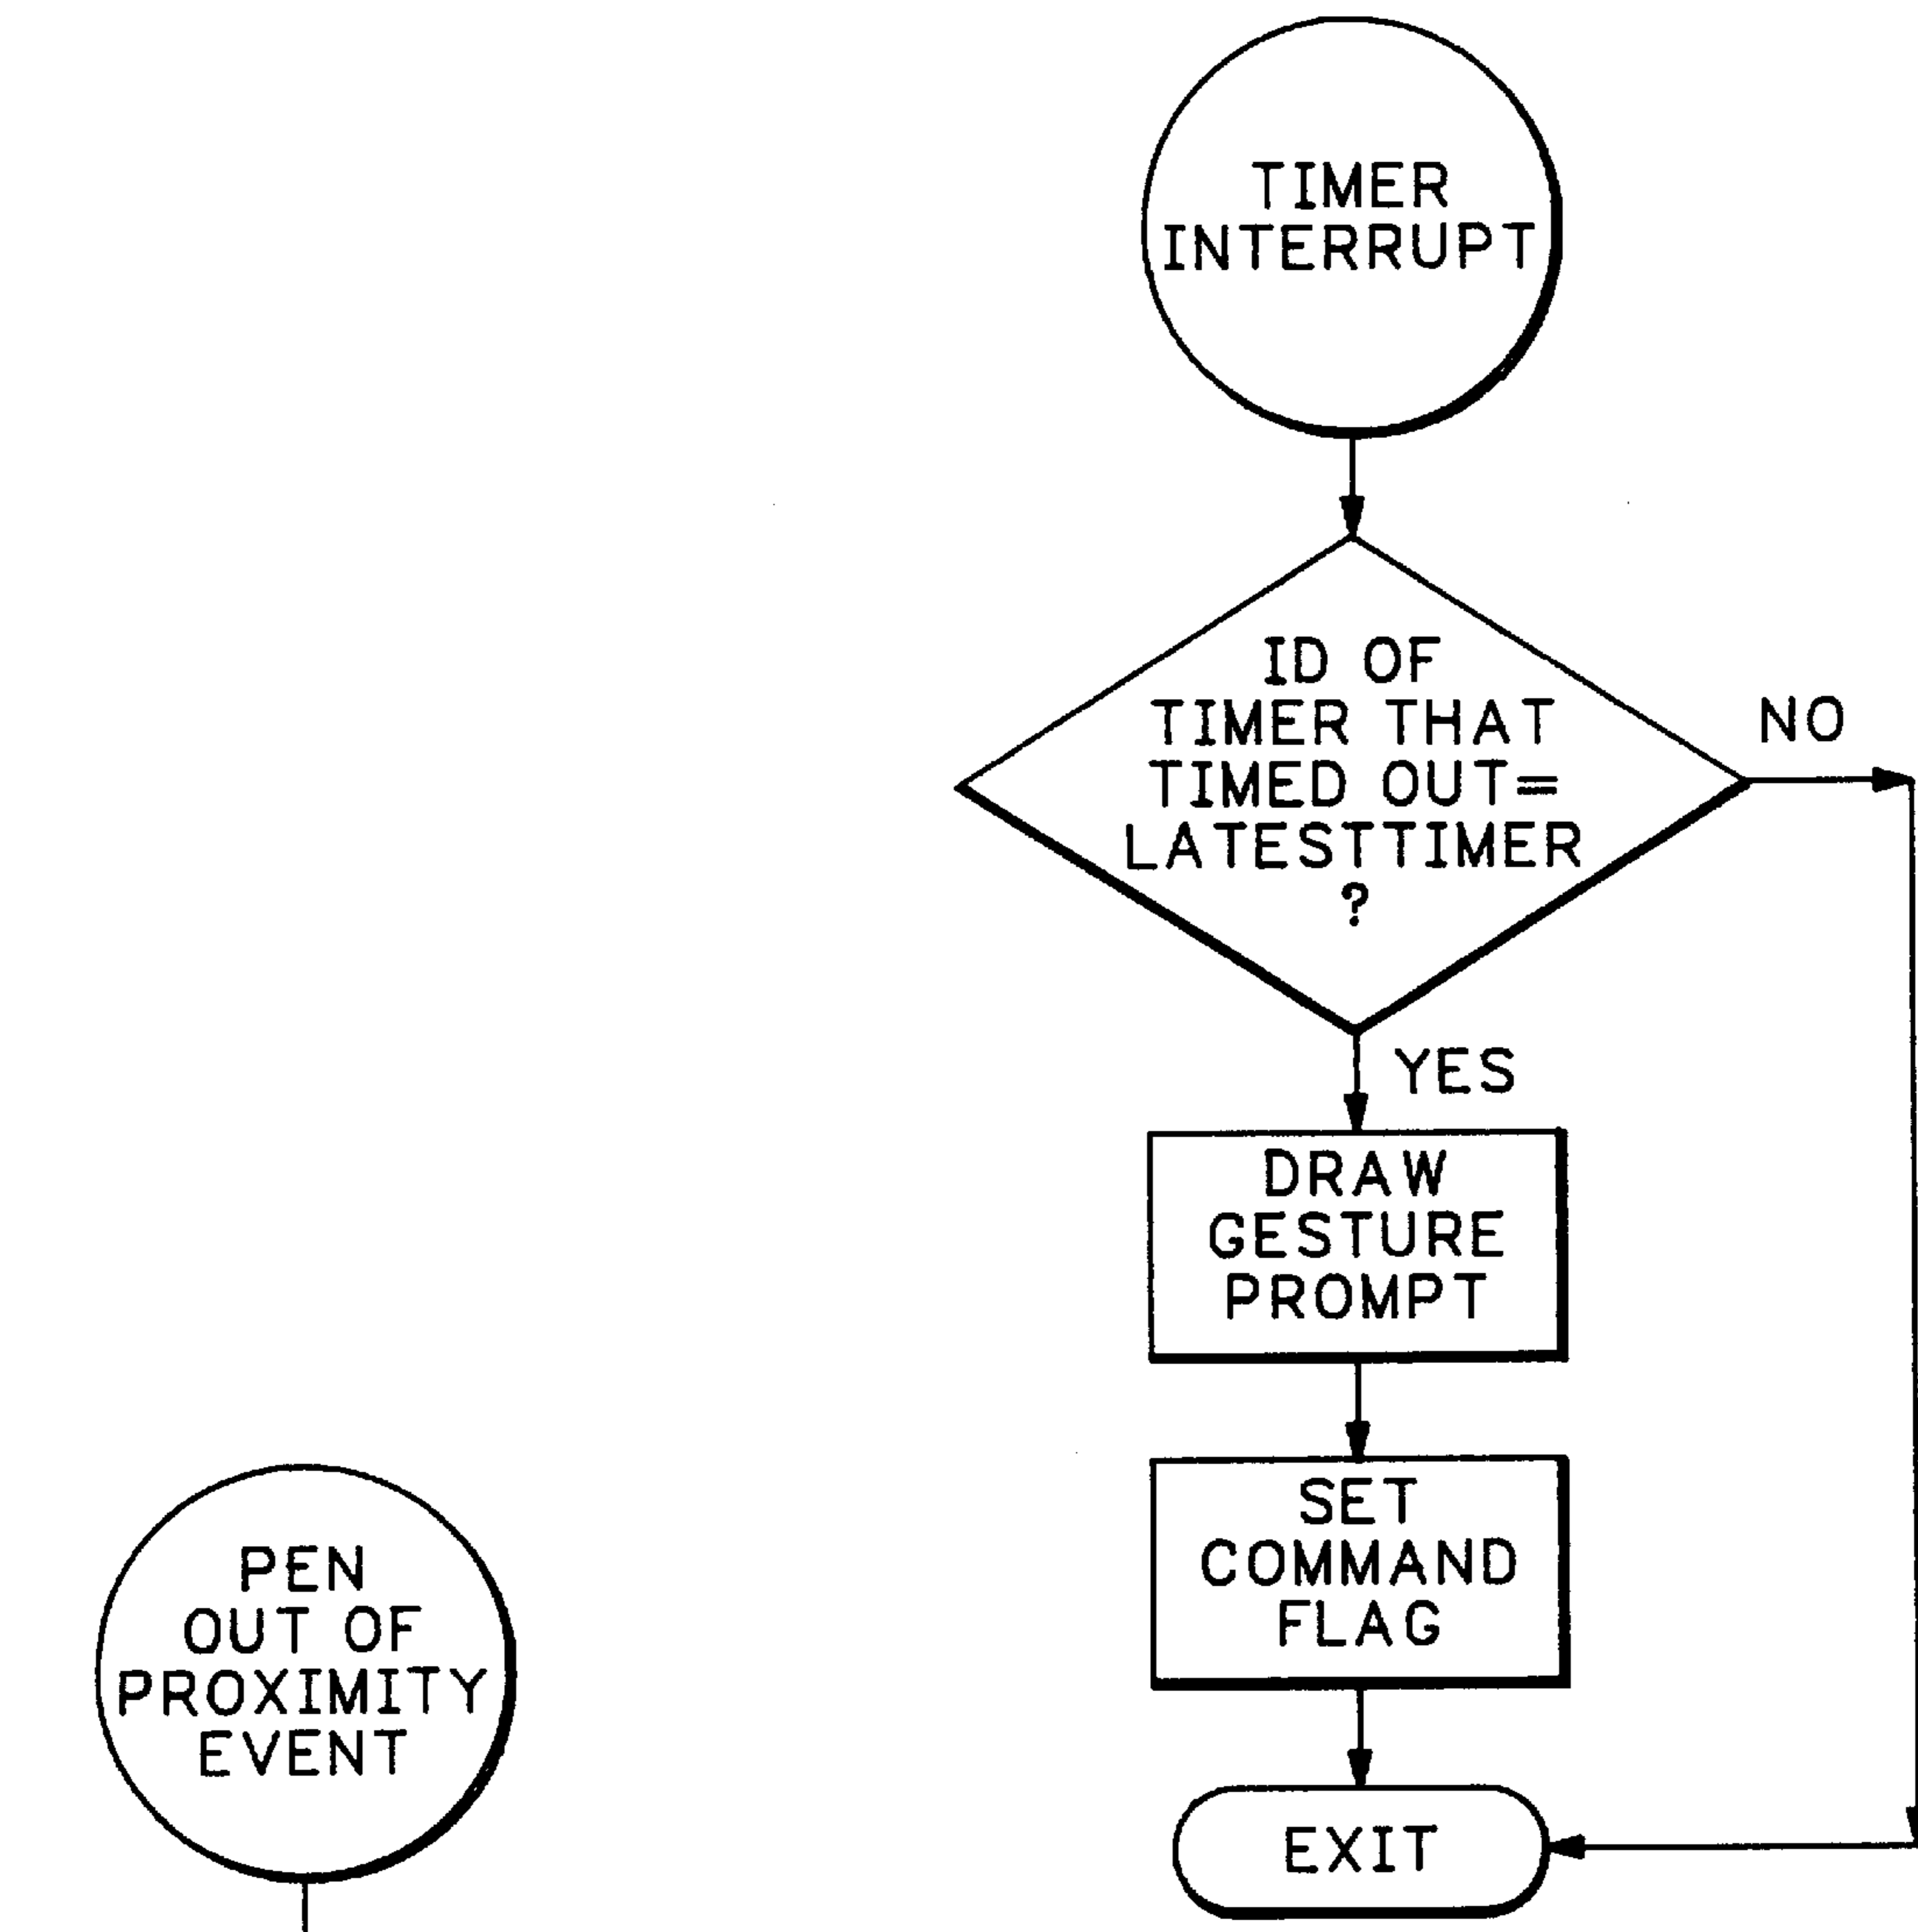 TIMER
INTERRUPT
ID OF
TIMER THAT
TIMED OUT=
LATESTTIMER
?
NO
YES
DRAW
GESTURE
PROMPT
SET
COMMAND
FLAG
EXIT
PEN
OUT OF
PROXIMITY
EVENT